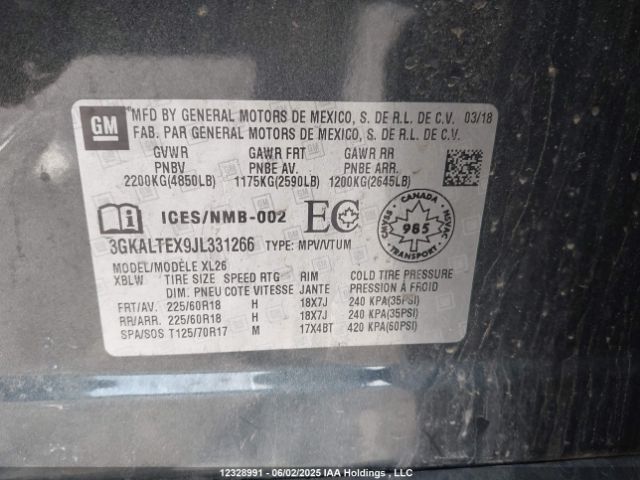 GM
MFD BY GENERAL MOTORS DE MEXICO, S. DE R.L. DE C.V. 03/18
FAB. PAR GENERAL MOTORS DE MEXICO, S. DE R.L. DE C.V.
GVWR GAWR FRT GAWR RR
PNBV PNBE AV. PNBE ARR.
2200KG(4850LB) 1175KG(2590LB) 1200KG(2645LB)
ICES/NMB-002 EC
CANADA
SVAC NSVAC
985
TRANSPORT
3GKALTEX9JL331266 TYPE: MPV/VTUM
MODEL/MODÈLE XL26
XBLW TIRE SIZE SPEED RTG RIM COLD TIRE PRESSURE
DIM. PNEU COTE VITESSE JANTE PRESSION À FROID
FRT/AV. 225/60R18 H 18X7J 240 KPA(35PSI)
RR/ARR. 225/60R18 H 18X7J 240 KPA(35PSI)
SPA/SOS T125/70R17 M 17X4BT 420 KPA(60PSI)
12328991 - 06/02/2025 IAA Holdings , LLC